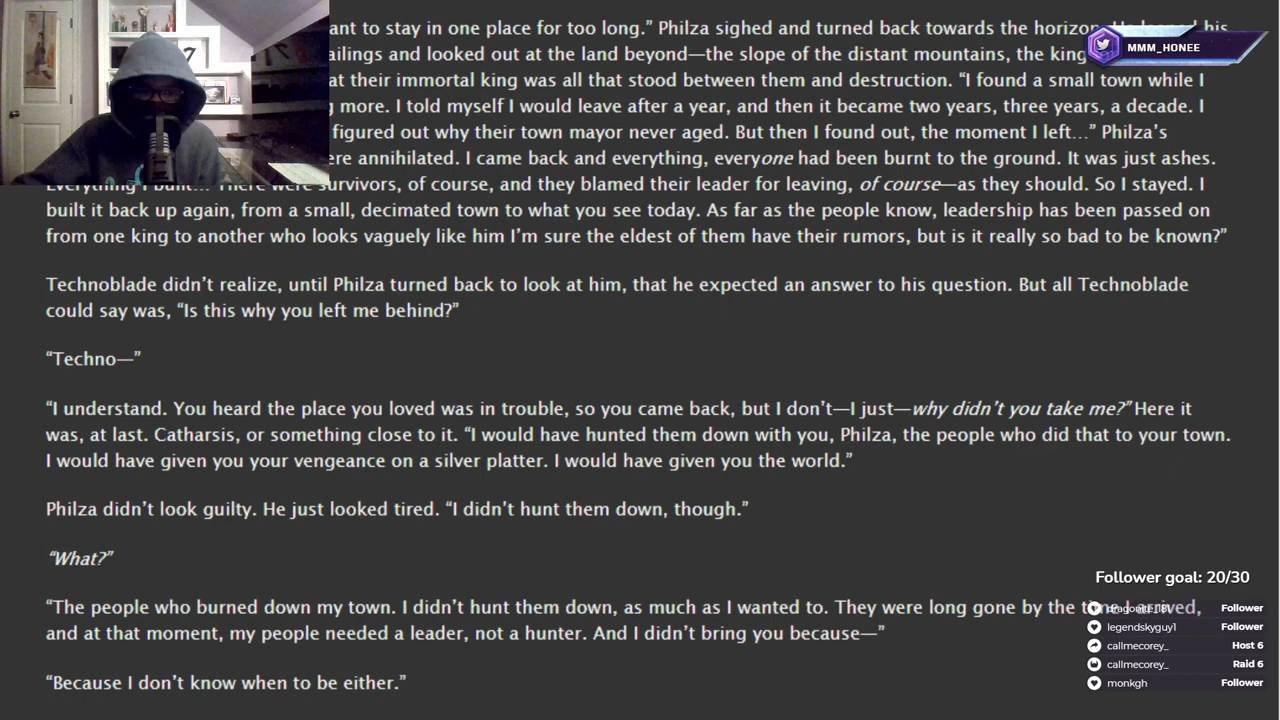 ant to stay in one place for too long.” Philza sighed and turned back towards the horizon. He leaned his
ailings and looked out at the land beyond—the slope of the distant mountains, the king
MMM_HONEE
at their immortal king was all that stood between them and destruction. “I found a small town while I
g more. I told myself I would leave after a year, and then it became two years, three years, a decade. I
figured out why their town mayor never aged. But then I found out, the moment I left...” Philza’s
ere annihilated. I came back and everything, everyone had been burnt to the ground. It was just ashes.
Everything I built... There were survivors, of course, and they blamed their leader for leaving, of course—as they should. So I stayed. I
built it back up again, from a small, decimated town to what you see today. As far as the people know, leadership has been passed on
from one king to another who looks vaguely like him I’m sure the eldest of them have their rumors, but is it really so bad to be known?”
Technoblade didn’t realize, until Philza turned back to look at him, that he expected an answer to his question. But all Technoblade
could say was, “Is this why you left me behind?”
“Techno—”
“I understand. You heard the place you loved was in trouble, so you came back, but I don’t—I just—why didn’t you take me?” Here it
was, at last. Catharsis, or something close to it. “I would have hunted them down with you, Philza, the people who did that to your town.
I would have given you your vengeance on a silver platter. I would have given you the world.”
Philza didn’t look guilty. He just looked tired. “I didn’t hunt them down, though.”
“What?”
“The people who burned down my town. I didn’t hunt them down, as much as I wanted to. They were long gone by the time I arrived,
and at that moment, my people needed a leader, not a hunter. And I didn’t bring you because—”
“Because I don’t know when to be either.”
Follower goal: 20/30
Follower
legendskyguy1 Follower
callmecorey_ Host 6
callmecorey_ Raid 6
monkgh Follower